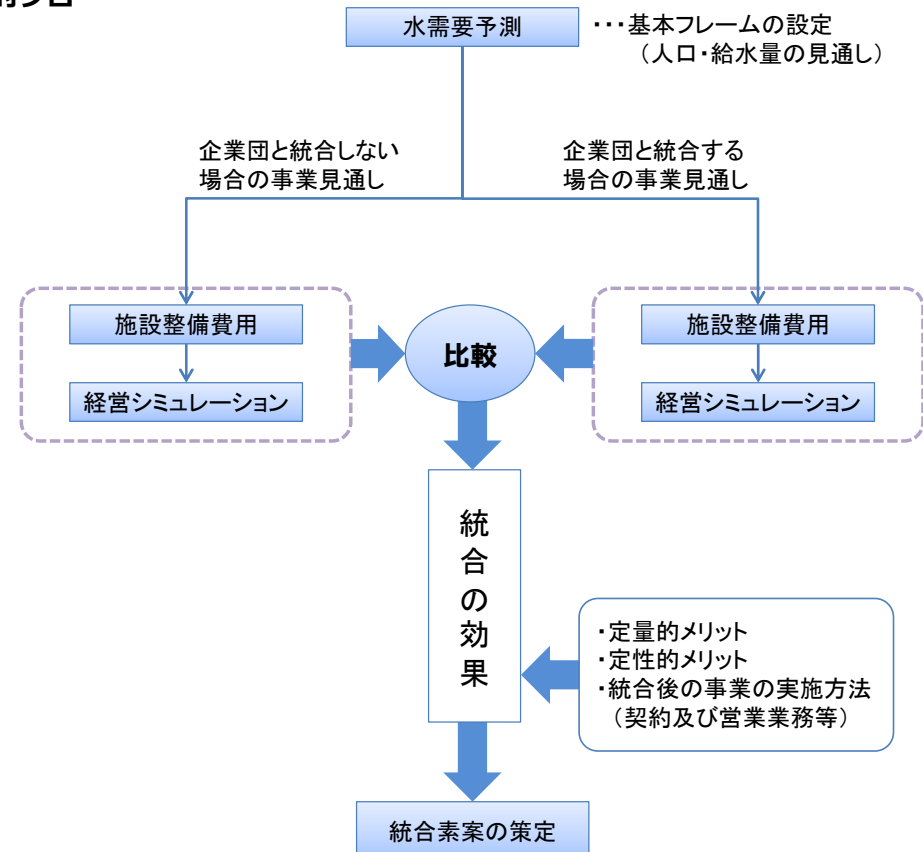 フロー
水需要予測
・・・基本フレームの設定
（人口・給水量の見通し）
企業団と統合しない
場合の事業見通し
企業団と統合する
場合の事業見通し
施設整備費用
経営シミュレーション
比較
施設整備費用
経営シミュレーション
統合の効果
・定量的メリット
・定性的メリット
・統合後の事業の実施方法
（契約及び営業業務等）
統合素案の策定